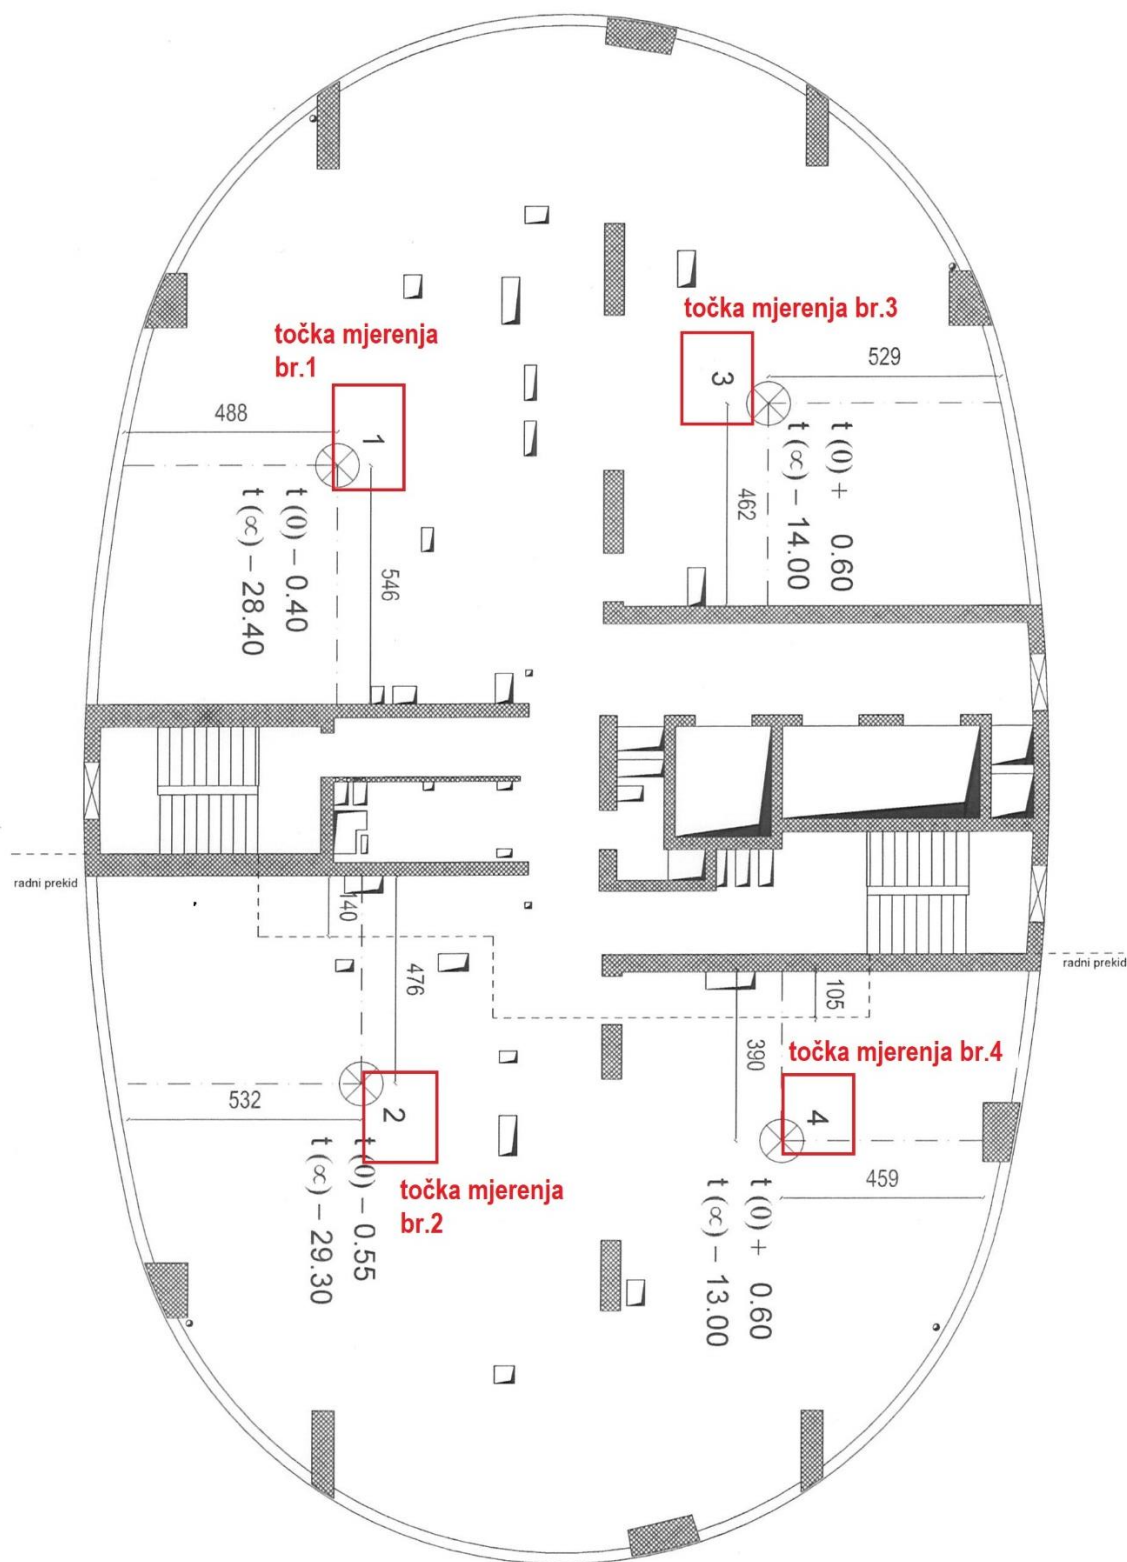 točka mjerenja
br.1
točka mjerenja br.3
529
3
488
1
t (0) + 0.60
t (∝) – 14.00
462
t (0) – 0.40
t (∝) – 28.40
546
radni prekid
140
476
radni prekid
105
390
točka mjerenja br.4
532
2
4
t (0) – 0.55
t (∝) – 29.30
točka mjerenja
br.2
459
t (0) + 0.60
t (∝) – 13.00